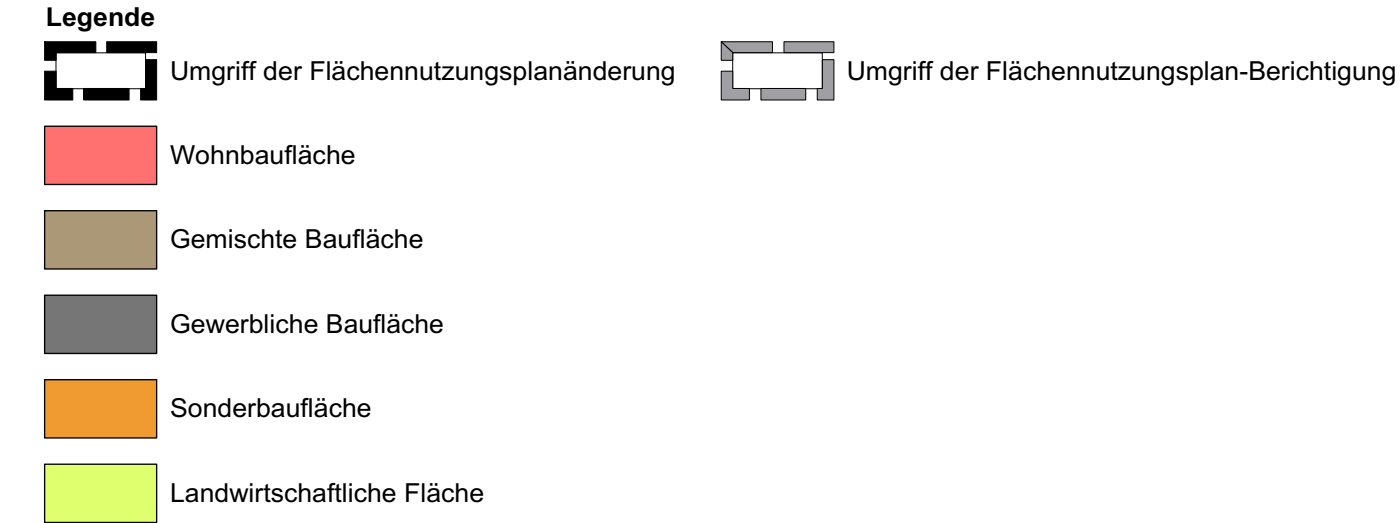 Legende
Umgriff der Flächennutzungsplanänderung
Umgriff der Flächennutzungsplan-Berichtigung
Wohnbaufläche
Gemischte Baufläche
Gewerbliche Baufläche
Sonderbaufläche
Landwirtschaftliche Fläche